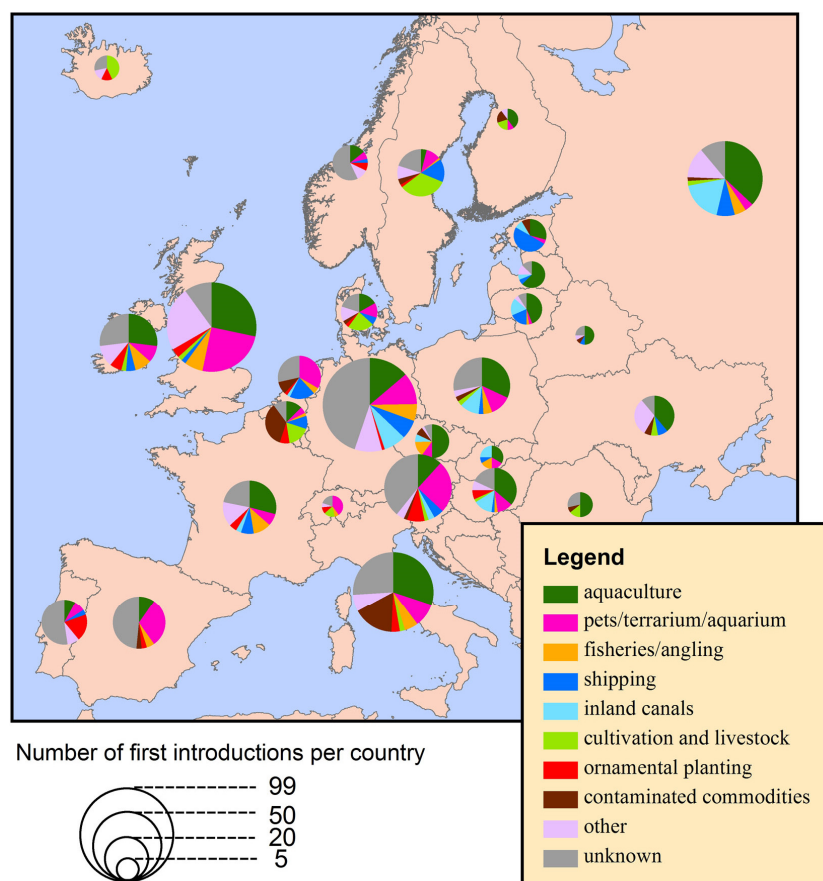 Legend
aquaculture
pets/terrarium/aquarium
fisheries/angling
shipping
inland canals
cultivation and livestock
ornamental planting
contaminated commodities
other
unknown
Number of first introductions per country
99
50
20
5